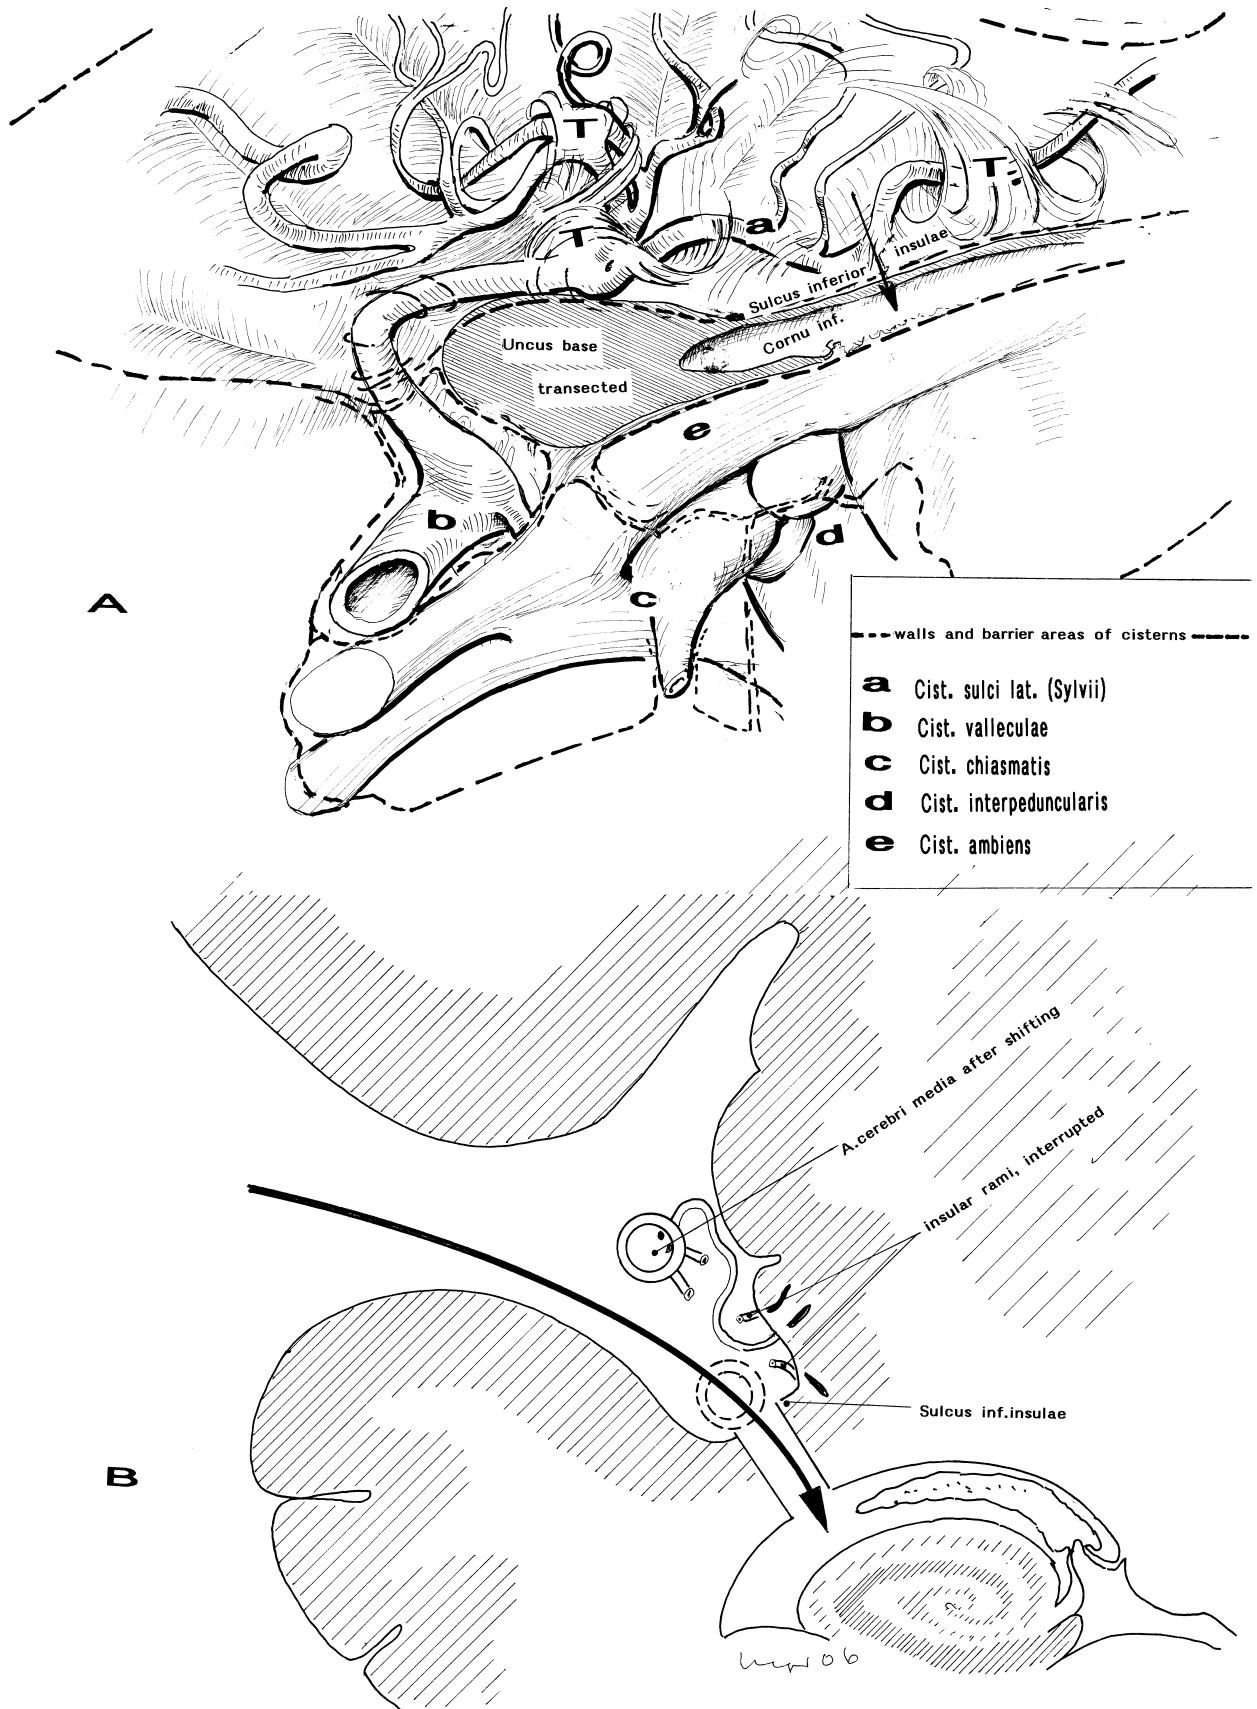 T
T
T.
a
Sulcus inferior insulae
Cornu inf.
Uncus base
transected
e
b
d
A
c
walls and barrier areas of cisterns
a Cist. sulci lat. (Sylvii)
b Cist. valleculae
c Cist. chiasmatis
d Cist. interpeduncularis
e Cist. ambiens
A.cerebri media after shifting
insular rami, interrupted
Sulcus inf.insulae
B
06